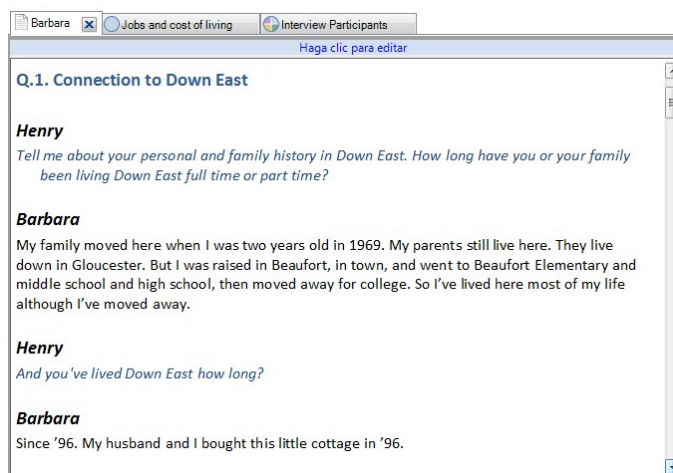 Barbara
Jobs and cost of living
Interview Participants
Haga clic para editar
Q.1. Connection to Down East
Henry
Tell me about your personal and family history in Down East. How long have you or your family
been living Down East full time or part time?
Barbara
My family moved here when I was two years old in 1969. My parents still live here. They live
down in Gloucester. But I was raised in Beaufort, in town, and went to Beaufort Elementary and
middle school and high school, then moved away for college. So I’ve lived here most of my life
although I’ve moved away.
Henry
And you've lived Down East how long?
Barbara
Since ’96. My husband and I bought this little cottage in ’96.